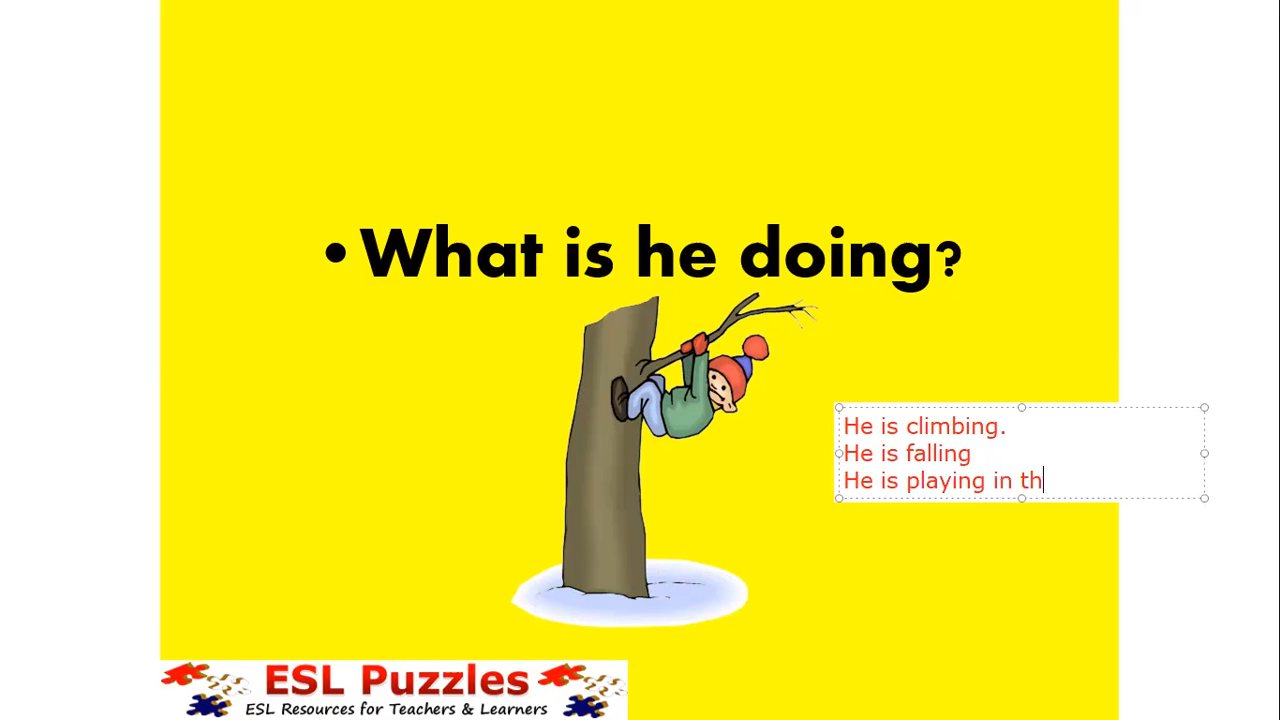 • What is he doing?
He is climbing.
He is falling
He is playing in th
ESL Puzzles
ESL Resources for Teachers & Learners